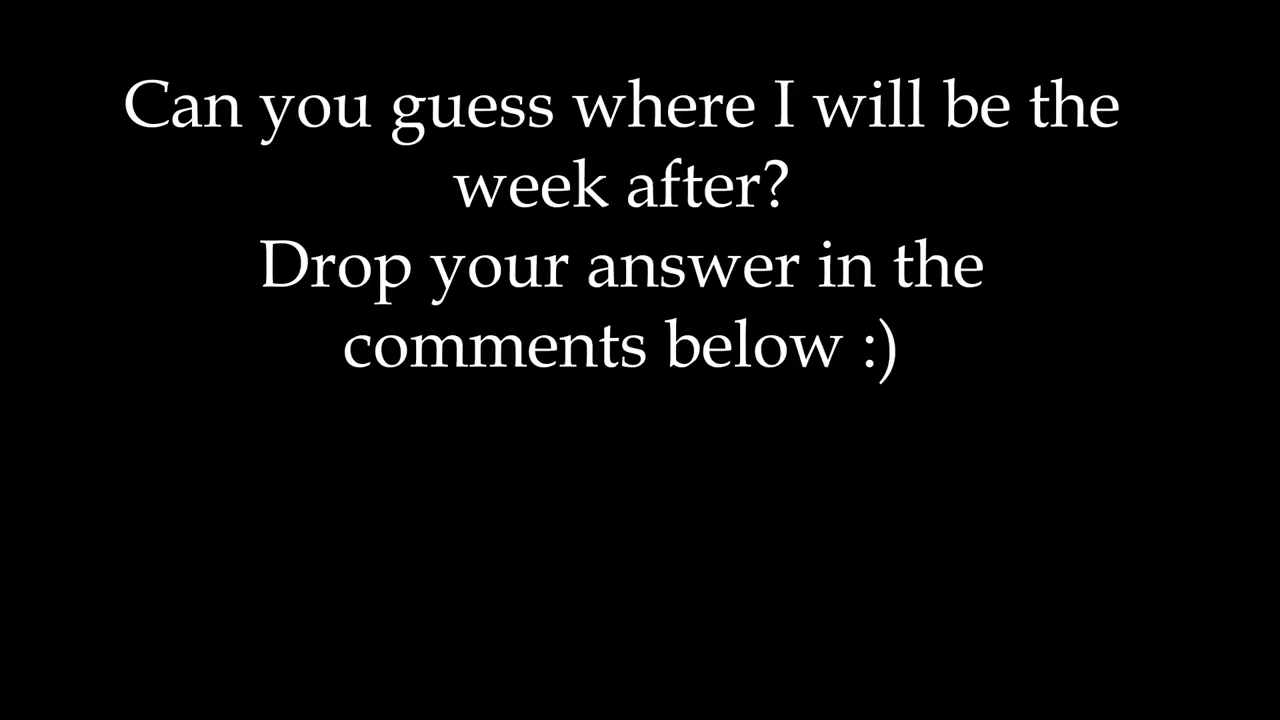 Can you guess where I will be the
week after?
Drop your answer in the
comments below :)